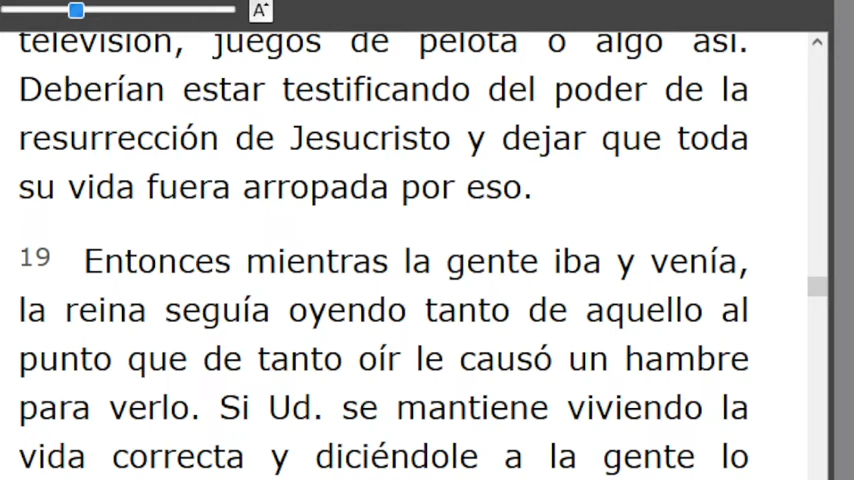 A
televisión, juegos de pelota o algo así.
Deberían estar testificando del poder de la
resurrección de Jesucristo y dejar que toda
su vida fuera arropada por eso.
19 Entonces mientras la gente iba y venía,
la reina seguía oyendo tanto de aquello al
punto que de tanto oír le causó un hambre
para verlo. Si Ud. se mantiene viviendo la
vida correcta y diciéndole a la gente lo